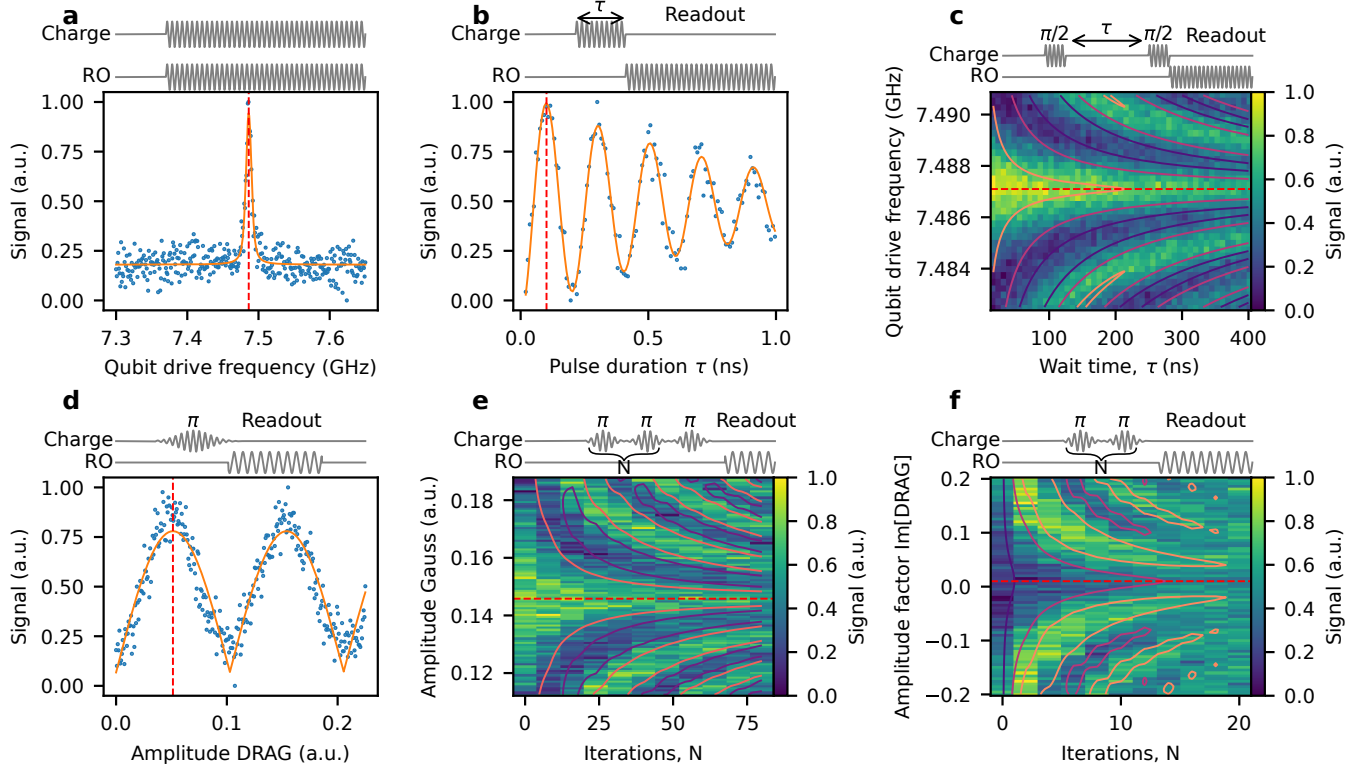 a
Charge
RO
Signal (a.u.)
1.00
0.75
0.50
0.25
0.00
7.3
7.4
7.5
7.6
Qubit drive frequency (GHz)
b
τ
Readout
Charge
RO
Signal (a.u.)
1.00
0.75
0.50
0.25
0.00
0.0
0.5
1.0
Pulse duration τ (ns)
c
π/2
τ
π/2
Readout
Charge
RO
Qubit drive frequency (GHz)
7.490
7.488
7.486
7.484
100
200
300
400
Wait time, τ (ns)
1.0
0.8
0.6
0.4
0.2
0.0
Signal (a.u.)
d
π
Readout
Charge
RO
Signal (a.u.)
1.00
0.75
0.50
0.25
0.00
0.0
0.1
0.2
Amplitude DRAG (a.u.)
e
π
π
π
Readout
Charge
RO
N
Amplitude Gauss (a.u.)
0.18
0.16
0.14
0.12
0
25
50
75
Iterations, N
1.0
0.8
0.6
0.4
0.2
0.0
Signal (a.u.)
f
π
π
Readout
Charge
RO
N
Amplitude factor Im[DRAG]
0.2
0.1
0.0
−0.1
−0.2
0
10
20
Iterations, N
1.0
0.8
0.6
0.4
0.2
0.0
Signal (a.u.)